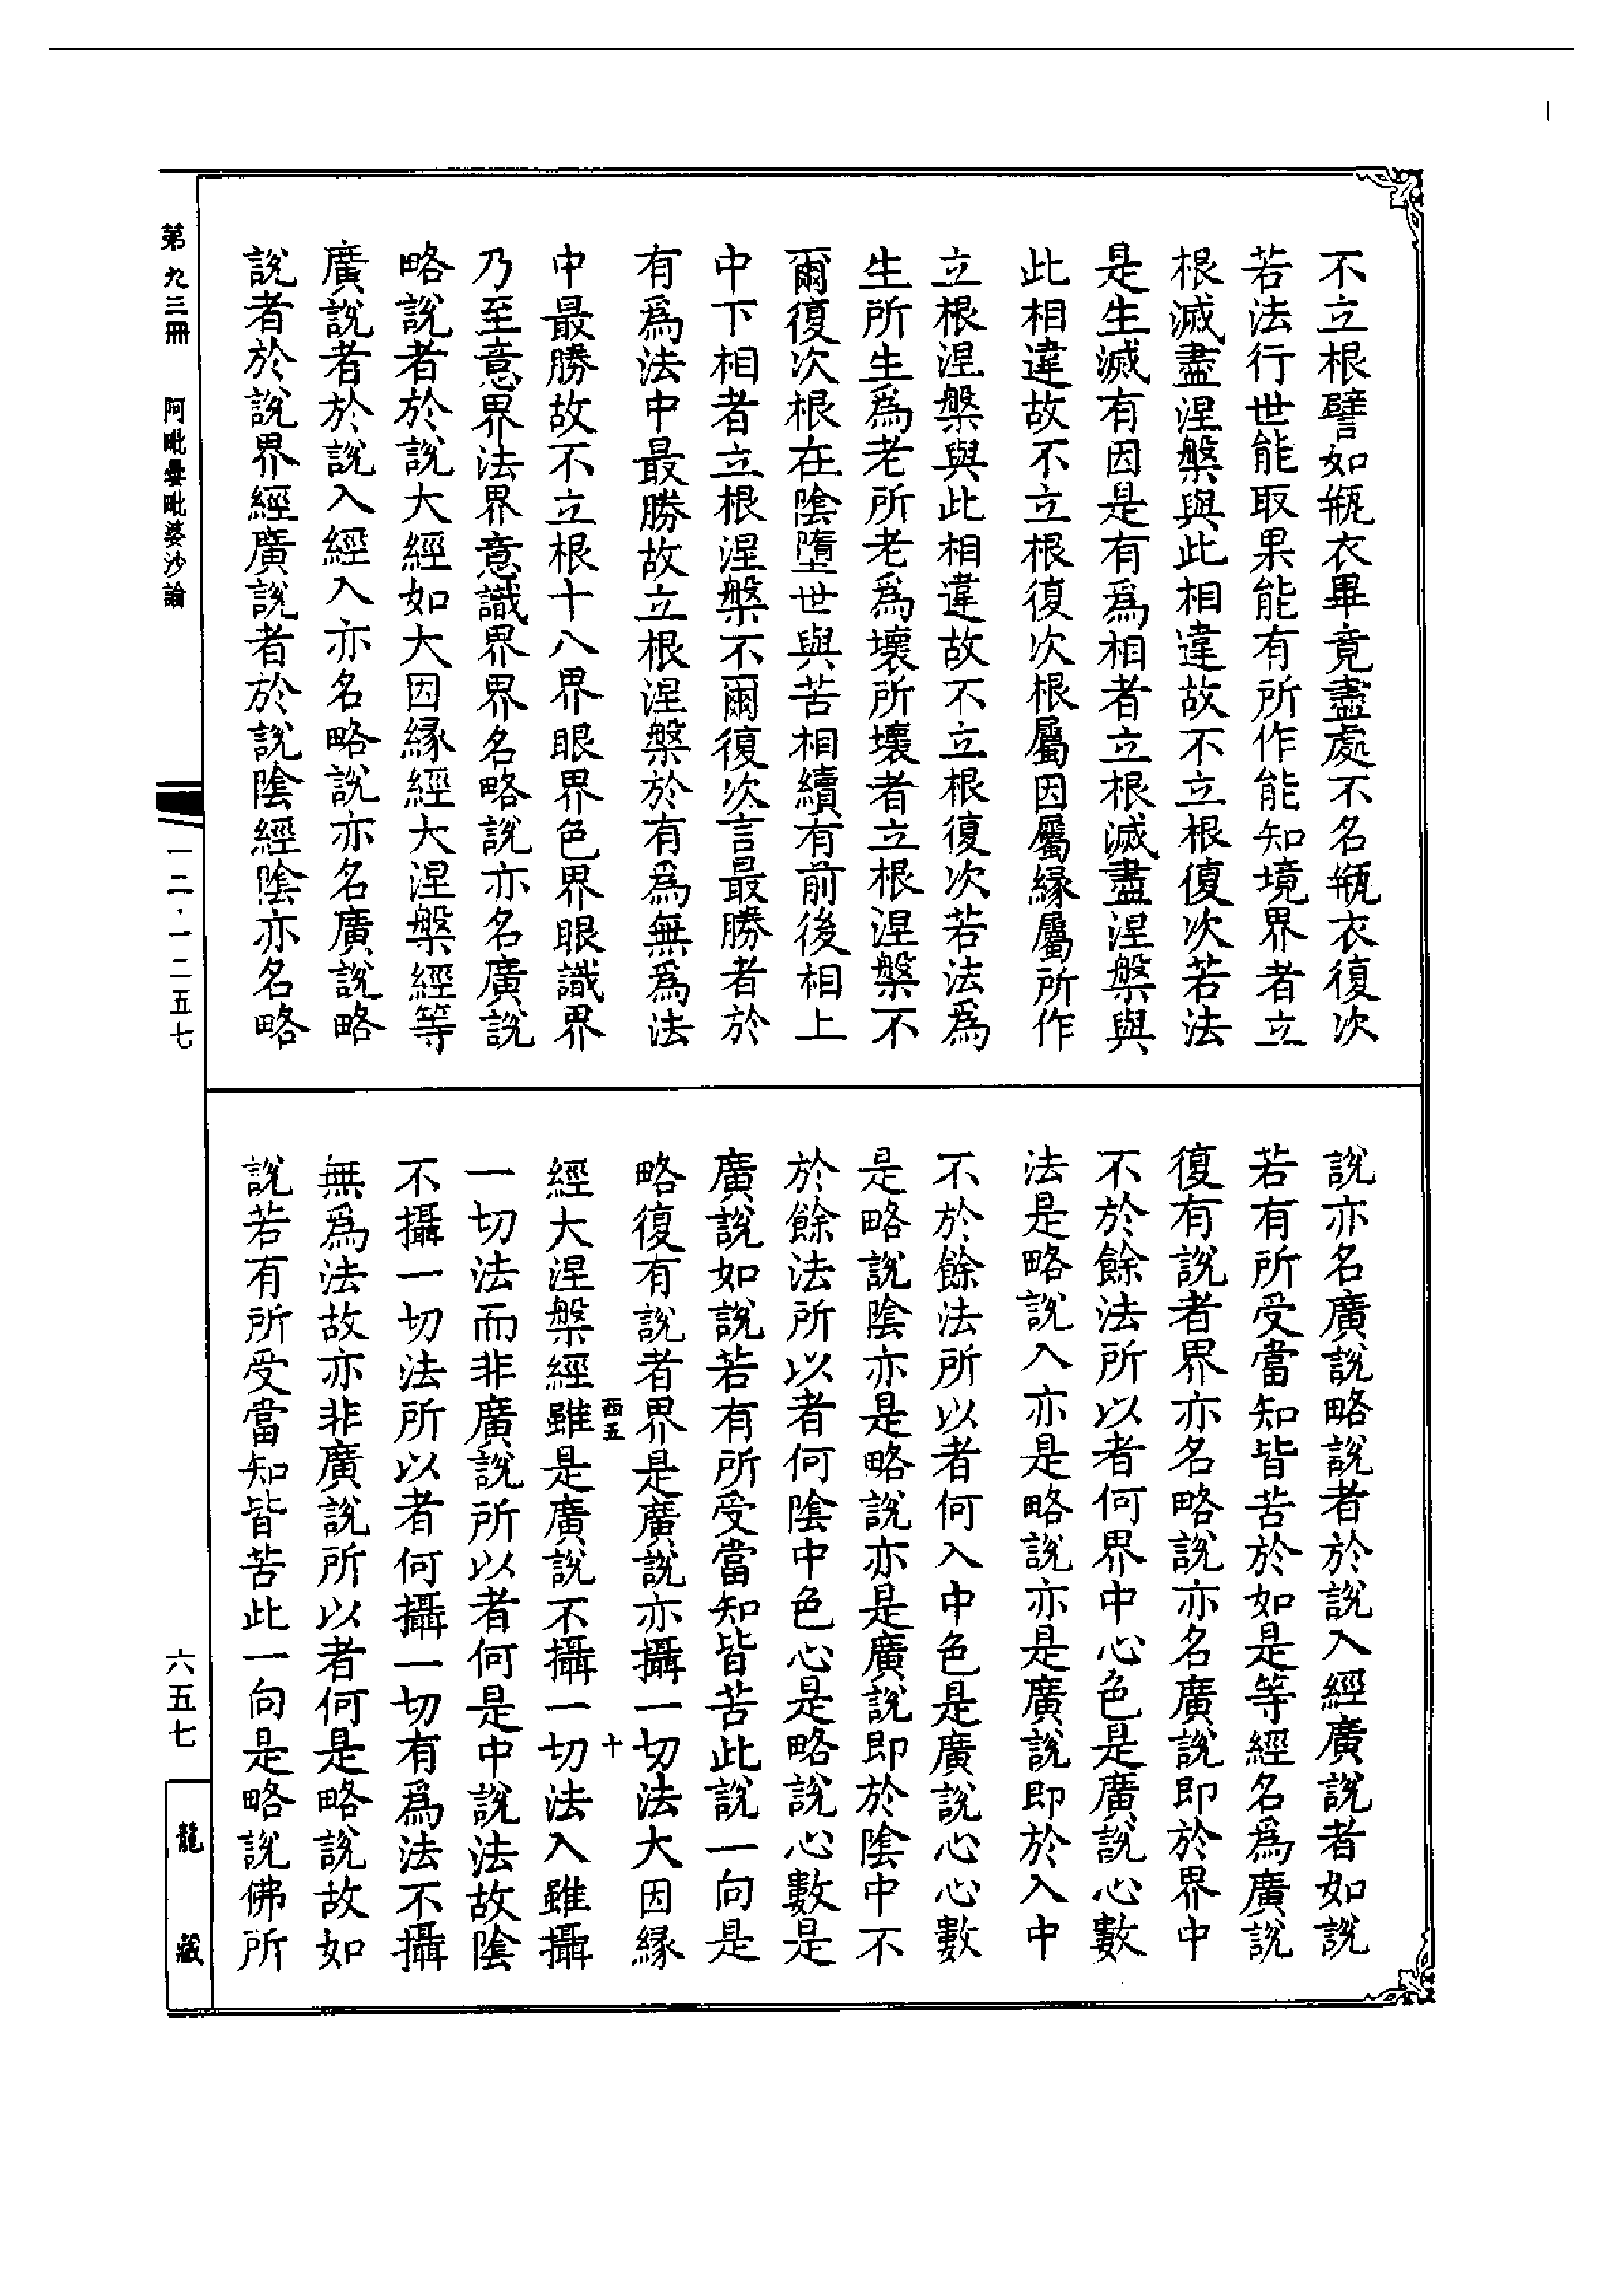 不立根譬如瓶衣畢竟盡處不名瓶衣復次
若法行世能取果能有所作能知境界者立
根滅盡涅槃與此相違故不立根復次若法
是生滅有因是有爲相者立根滅盡涅槃與
此相違故不立根復次根屬因屬緣屬所作
立根涅槃與此相違故不立根復次若法爲
生所生爲老所老爲壞所壞者立根涅槃不
爾復次根在陰墮世與苦相續有前後相上
中下相者立根涅槃不爾復次言最勝者於
有爲法中最勝故立根涅槃於有爲無爲法
中最勝故不立根十八界眼界色界眼識界
乃至意界法界意識界界名略說亦名廣說
略說者於說大經如大因緣經大涅槃經等
廣說者於說入經入亦名略說亦名廣說略
說者於說界經廣說者於說陰經陰亦名略
說亦名廣說略說者於說入經廣說者如說
若有所受當知皆苦於如是等經名爲廣說
復有說者界亦名略說亦名廣說即於界中
不於餘法所以者何界中心色是廣說心數
法是略說入亦是略說亦是廣說即於入中
不於餘法所以者何入中色是廣說心心數
是略說陰亦是略說亦是廣說即於陰中不
於餘法所以者何陰中色心是略說心數是
廣說如說若有所受當知皆苦此說一向是
略復有說者界是廣說亦攝一切法大因緣
西五 十
經大涅槃經雖是廣說不攝一切法入雖攝
一切法而非廣說所以者何是中說法故陰
不攝一切法所以者何攝一切有爲法不攝
無爲法故亦非廣說所以者何是略說故如
說若有所受當知皆苦此一向是略說佛所
第九三冊 阿毗曇毗婆沙論
一二·一二五七
六五七
龍藏